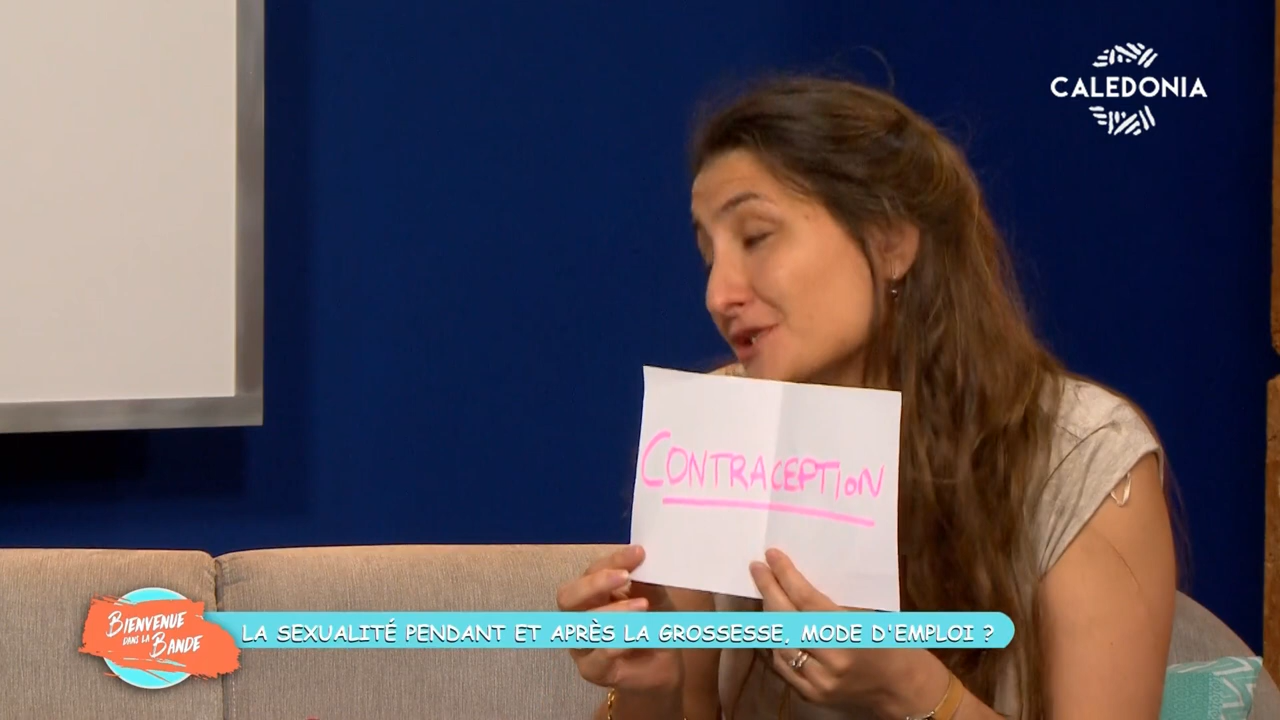 CALEDONIA
CONTRACEPTION
BIENVENUE
DANS LA
BANDE
LA SEXUALITÉ PENDANT ET APRÈS LA GROSSESSE, MODE D'EMPLOI ?